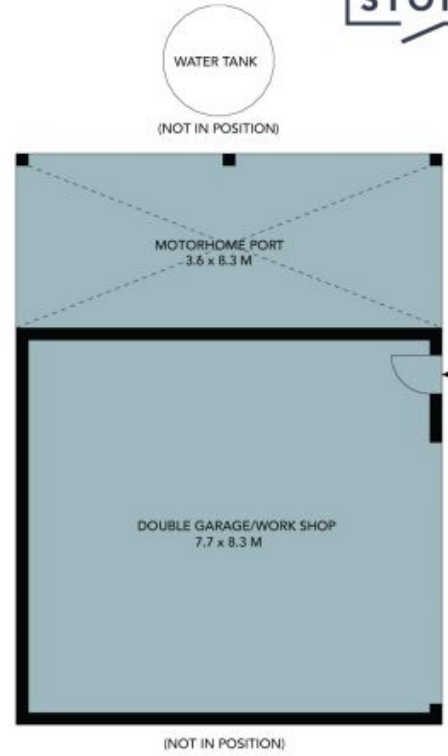 WATER TANK
(NOT IN POSITION)
MOTORHOME PORT
3.6 x 8.3 M
DOUBLE GARAGE/WORK SHOP
7.7 x 8.3 M
(NOT IN POSITION)